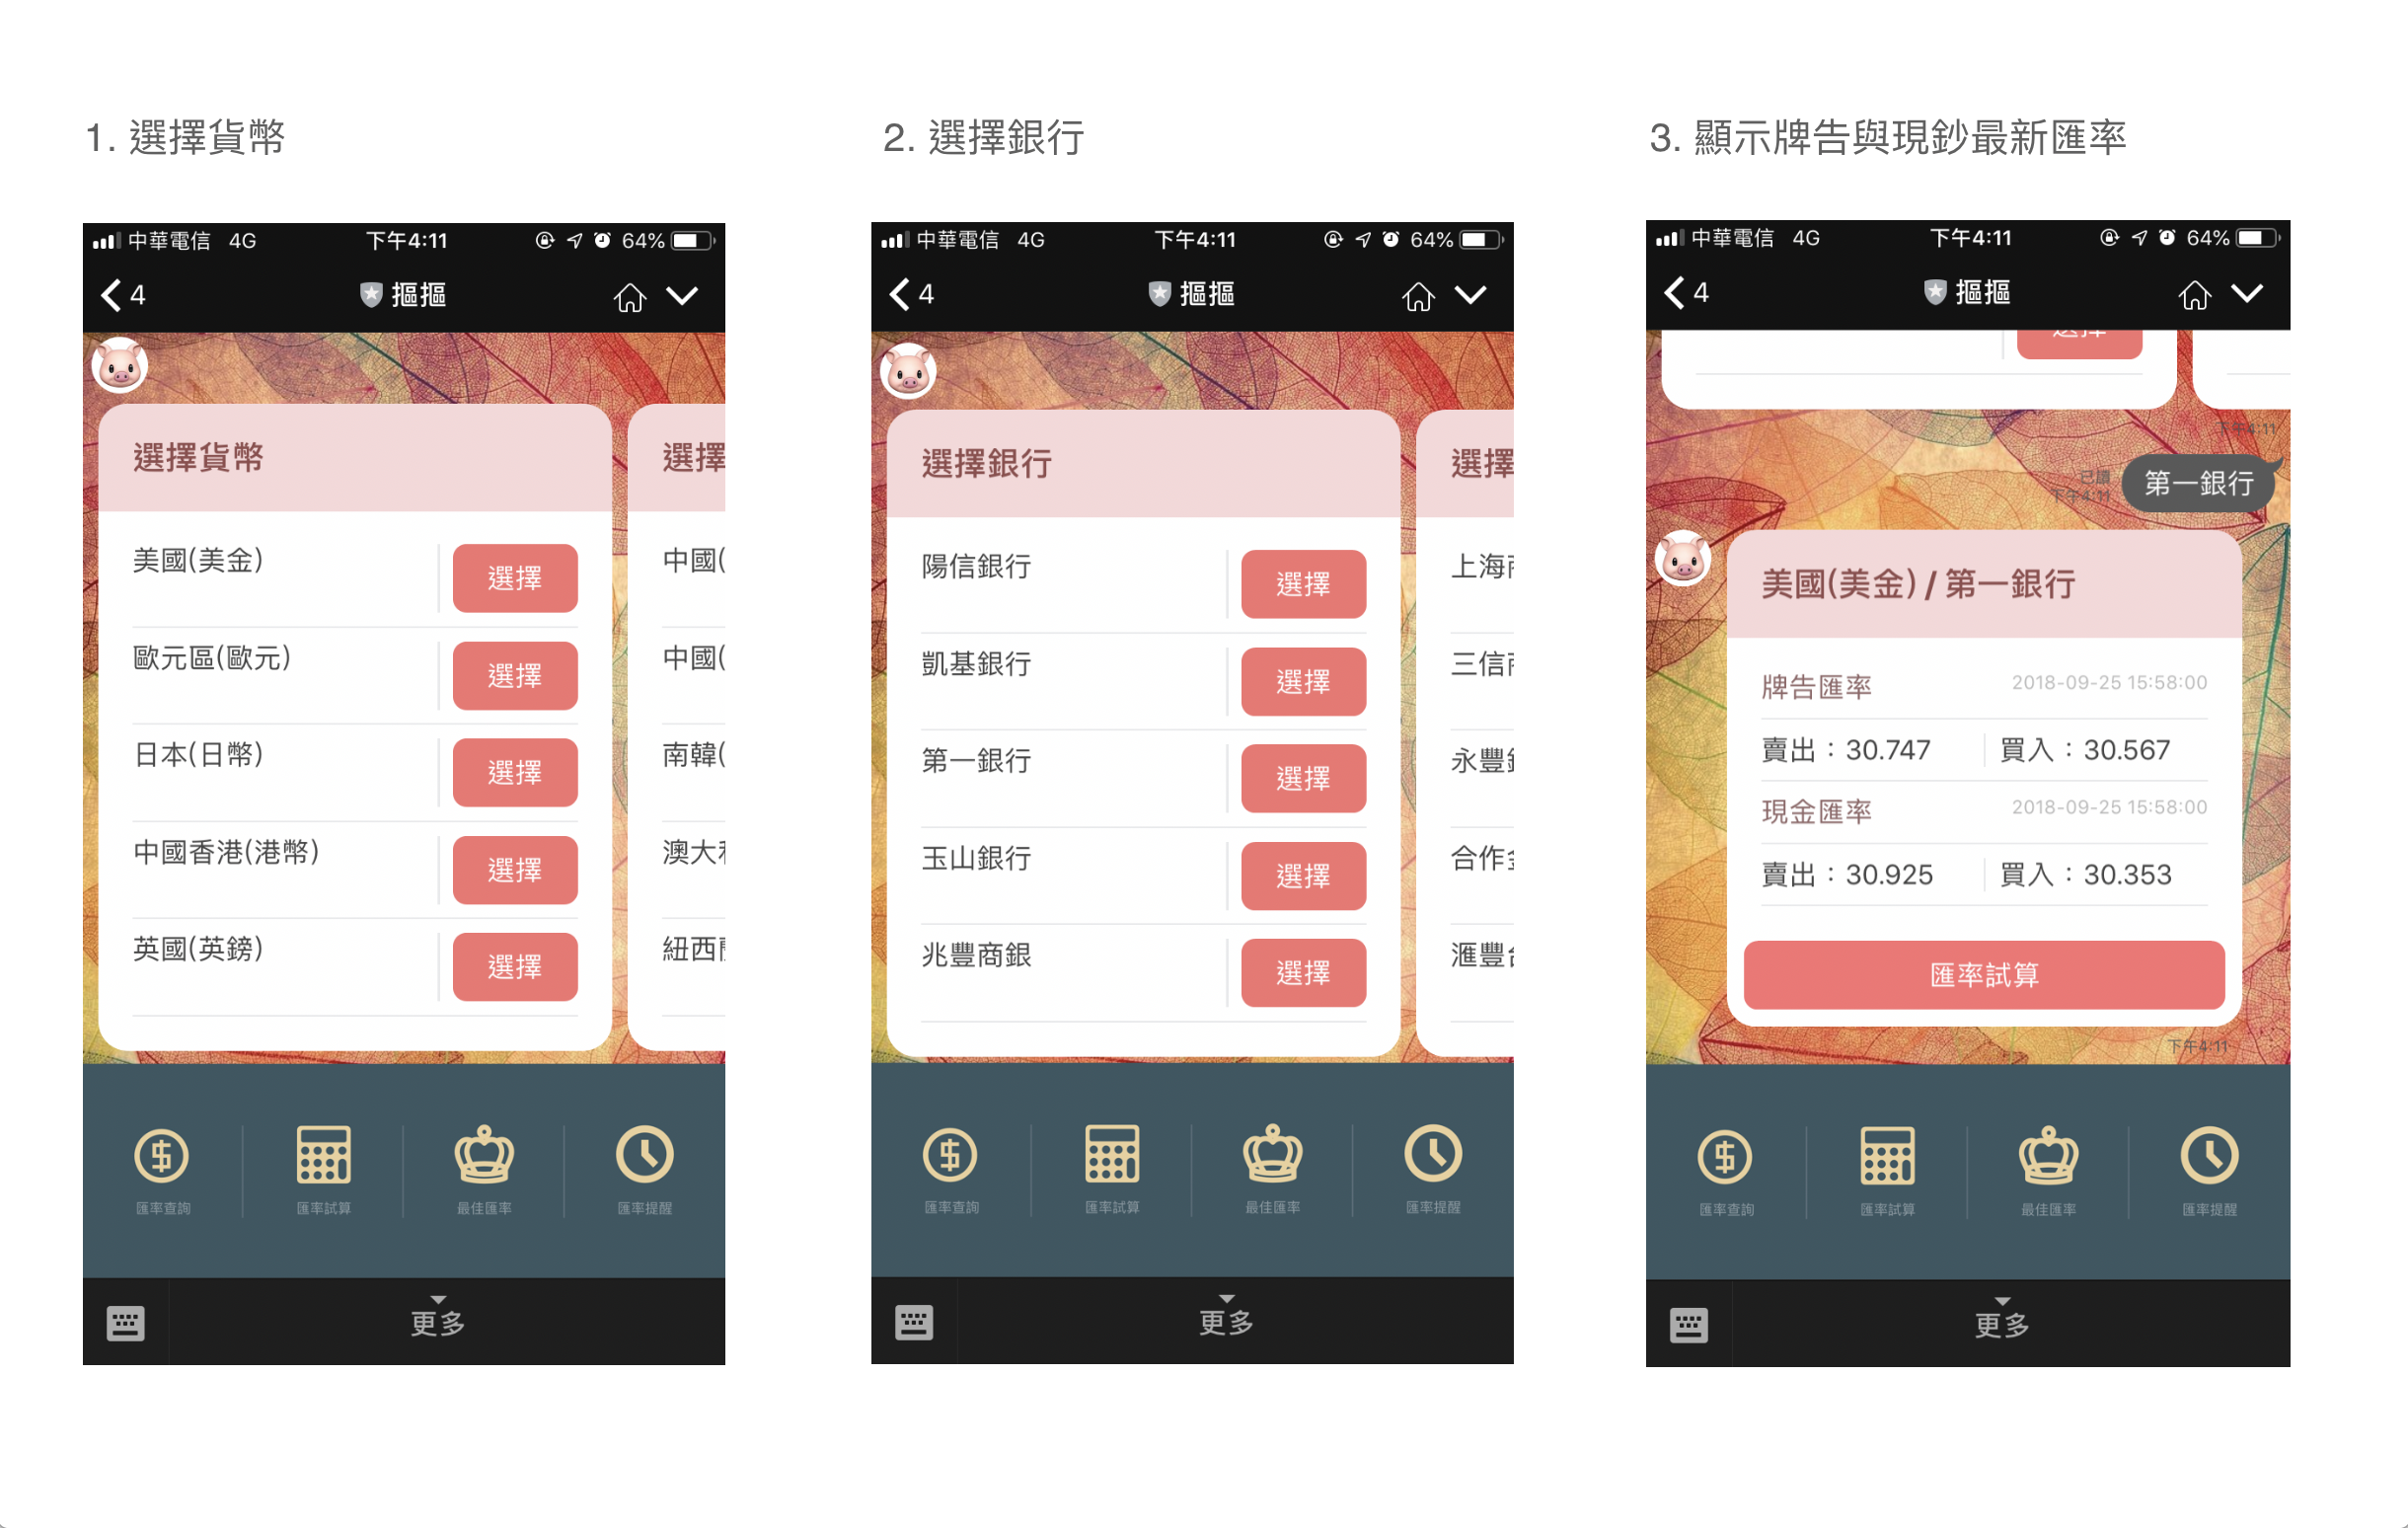 1. 選擇貨幣
中華電信 4G 下午4:11 64%
4 摳摳
選擇貨幣
美國(美金) 選擇
歐元區(歐元) 選擇
日本(日幣) 選擇
中國香港(港幣) 選擇
英國(英鎊) 選擇
選擇
中國(
中國(
南韓(
澳大
紐西
匯率查詢 匯率試算 最佳匯率 匯率提醒
更多
2. 選擇銀行
中華電信 4G 下午4:11 64%
4 摳摳
選擇銀行
陽信銀行 選擇
凱基銀行 選擇
第一銀行 選擇
玉山銀行 選擇
兆豐商銀 選擇
選擇
上海
三信
永豐
合作
滙豐
匯率查詢 匯率試算 最佳匯率 匯率提醒
更多
3. 顯示牌告與現鈔最新匯率
中華電信 4G 下午4:11 64%
4 摳摳
選擇
下午4:11
已讀
下午4:11
第一銀行
美國(美金) / 第一銀行
牌告匯率 2018-09-25 15:58:00
賣出：30.747 買入：30.567
現金匯率 2018-09-25 15:58:00
賣出：30.925 買入：30.353
匯率試算
下午4:11
匯率查詢 匯率試算 最佳匯率 匯率提醒
更多